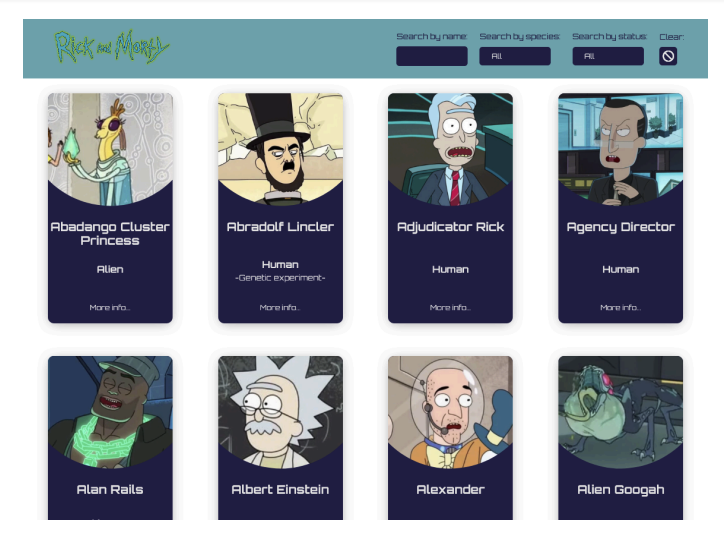 Rick and Morty
Search by name:
Search by species:
Search by status:
Clear:
All
All
Abadango Cluster
Princess
Alien
More info...
Abradolf Lincler
Human
-Genetic experiment-
More info...
Adjudicator Rick
Human
More info...
Agency Director
Human
More info...
Alan Rails
Albert Einstein
Alexander
Alien Googah